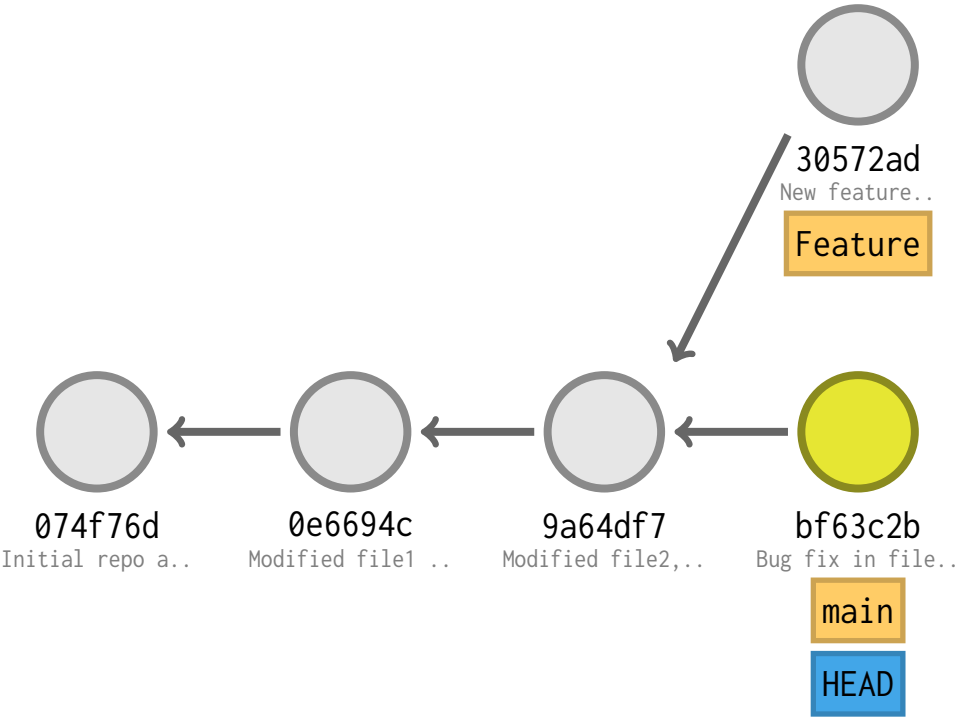 30572ad
New feature..
Feature
074f76d
Initial repo a..
0e6694c
Modified file1 ..
9a64df7
Modified file2,..
bf63c2b
Bug fix in file..
main
HEAD